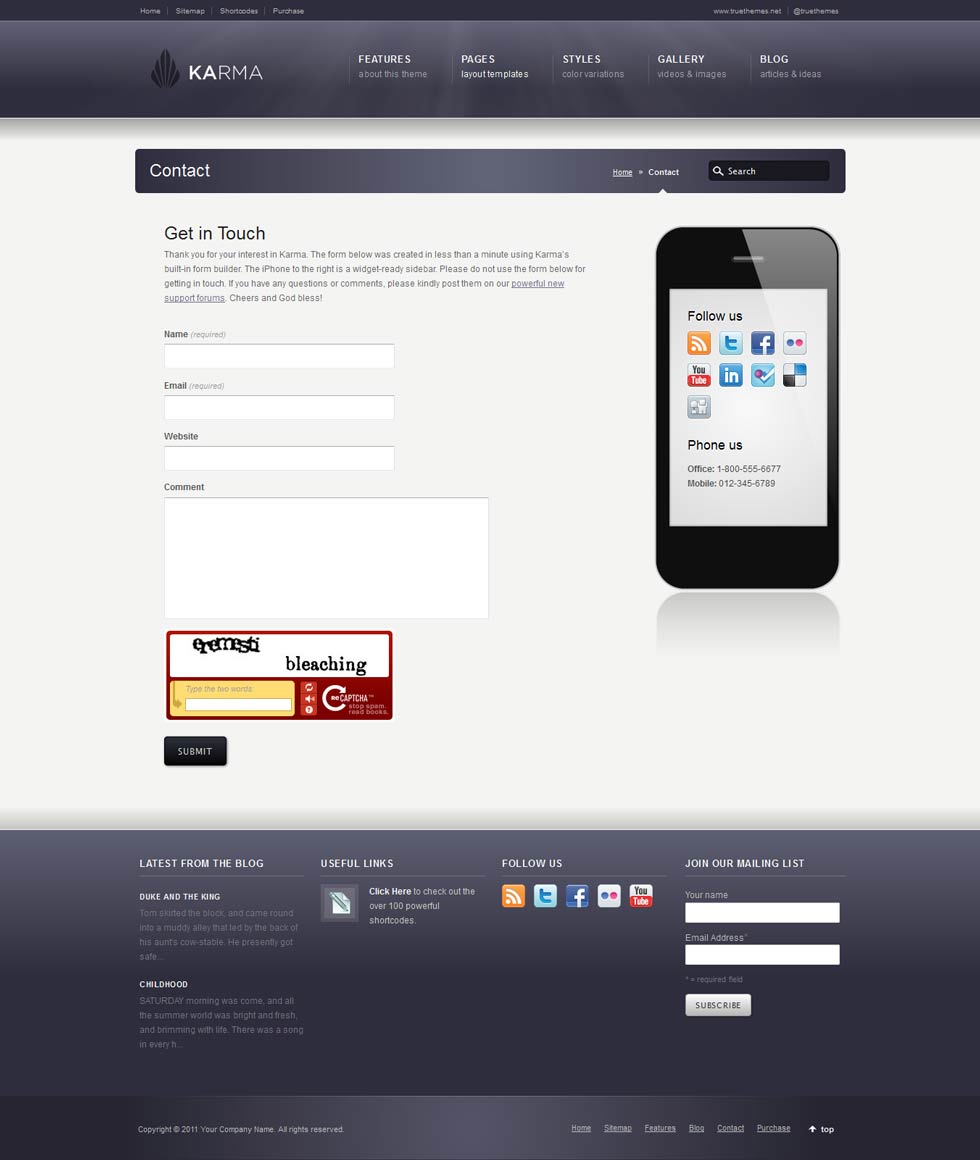 Home Sitemap Shortcodes Purchase
www.truethemes.net @truethemes
KARMA
FEATURES
about this theme
PAGES
layout templates
STYLES
color variations
GALLERY
videos & images
BLOG
articles & ideas
Contact
Home » Contact
Search
Get in Touch
Thank you for your interest in Karma. The form below was created in less than a minute using Karma's
built-in form builder. The iPhone to the right is a widget-ready sidebar. Please do not use the form below for
getting in touch. If you have any questions or comments, please kindly post them on our powerful new
support forums. Cheers and God bless!
Name (required)
Email (required)
Website
Comment
eremesti
bleaching
Type the two words:
reCAPTCHA™
stop spam.
read books.
SUBMIT
Follow us
You
Tube
in
Phone us
Office: 1-800-555-6677
Mobile: 012-345-6789
LATEST FROM THE BLOG
DUKE AND THE KING
Tom skirted the block, and came round
into a muddy alley that led by the back of
his aunt's cow-stable. He presently got
safe...
CHILDHOOD
SATURDAY morning was come, and all
the summer world was bright and fresh,
and brimming with life. There was a song
in every h...
USEFUL LINKS
Click Here to check out the
over 100 powerful
shortcodes.
FOLLOW US
You
Tube
JOIN OUR MAILING LIST
Your name
Email Address*
* = required field
SUBSCRIBE
Copyright © 2011 Your Company Name. All rights reserved.
Home Sitemap Features Blog Contact Purchase top